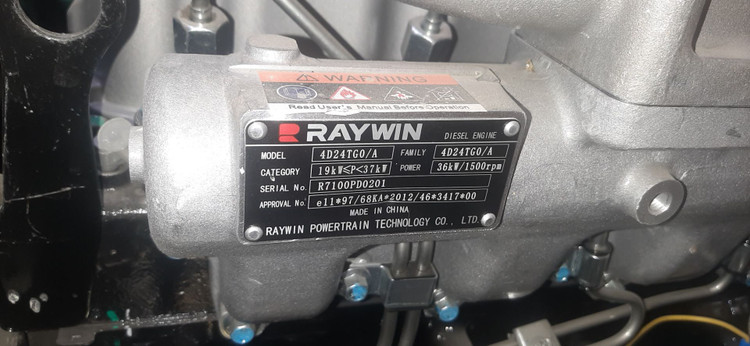 WARNING
Read User's Manual Before Operation
RAYWIN DIESEL ENGINE
MODEL 4D24TG0/A FAMILY 4D24TG0/A
CATEGORY 19kW≤P<37kW POWER 36kW/1500rpm
SERIAL No. R7100PD0201
APPROVAL No. e11*97/68KA*2012/46*3417*00
MADE IN CHINA
RAYWIN POWERTRAIN TECHNOLOGY CO., LTD.